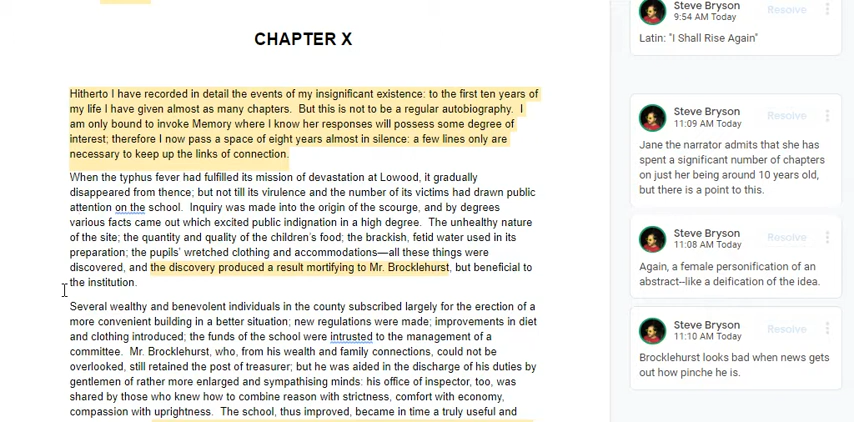 CHAPTER X
Hitherto I have recorded in detail the events of my insignificant existence: to the first ten years of
my life I have given almost as many chapters.  But this is not to be a regular autobiography.  I
am only bound to invoke Memory where I know her responses will possess some degree of
interest; therefore I now pass a space of eight years almost in silence: a few lines only are
necessary to keep up the links of connection.
When the typhus fever had fulfilled its mission of devastation at Lowood, it gradually
disappeared from thence; but not till its virulence and the number of its victims had drawn public
attention on the school.  Inquiry was made into the origin of the scourge, and by degrees
various facts came out which excited public indignation in a high degree.  The unhealthy nature
of the site; the quantity and quality of the children's food; the brackish, fetid water used in its
preparation; the pupils' wretched clothing and accommodations—all these things were
discovered, and the discovery produced a result mortifying to Mr. Brocklehurst, but beneficial to
the institution.
Several wealthy and benevolent individuals in the county subscribed largely for the erection of a
more convenient building in a better situation; new regulations were made; improvements in diet
and clothing introduced; the funds of the school were intrusted to the management of a
committee.  Mr. Brocklehurst, who, from his wealth and family connections, could not be
overlooked, still retained the post of treasurer; but he was aided in the discharge of his duties by
gentlemen of rather more enlarged and sympathising minds: his office of inspector, too, was
shared by those who knew how to combine reason with strictness, comfort with economy,
compassion with uprightness.  The school, thus improved, became in time a truly useful and
Steve Bryson
9:54 AM Today
Resolve
Latin: "I Shall Rise Again"
Steve Bryson
11:09 AM Today
Resolve
Jane the narrator admits that she has
spent a significant number of chapters
on just her being around 10 years old,
but there is a point to this.
Steve Bryson
11:08 AM Today
Resolve
Again, a female personification of an
abstract--like a deification of the idea.
Steve Bryson
11:10 AM Today
Resolve
Brocklehurst looks bad when news gets
out how pinche he is.